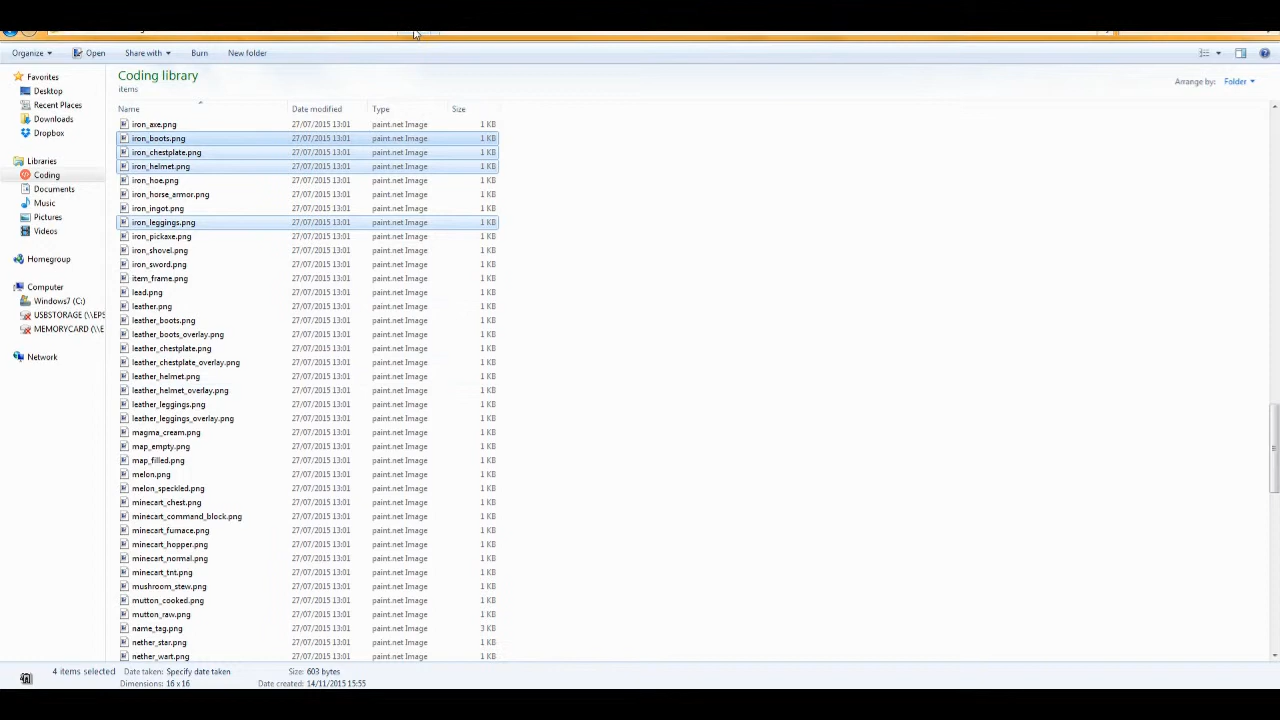 Organize Open Share with Burn New folder
Favorites
Desktop
Recent Places
Downloads
Dropbox
Libraries
Coding
Documents
Music
Pictures
Videos
Homegroup
Computer
Windows7 (C:)
USBSTORAGE (\\EPS
MEMORYCARD (\\E
Network
Coding library
items
Arrange by: Folder
Name Date modified Type Size
iron_axe.png 27/07/2015 13:01 paint.net Image 1 KB
iron_boots.png 27/07/2015 13:01 paint.net Image 1 KB
iron_chestplate.png 27/07/2015 13:01 paint.net Image 1 KB
iron_helmet.png 27/07/2015 13:01 paint.net Image 1 KB
iron_hoe.png 27/07/2015 13:01 paint.net Image 1 KB
iron_horse_armor.png 27/07/2015 13:01 paint.net Image 1 KB
iron_ingot.png 27/07/2015 13:01 paint.net Image 1 KB
iron_leggings.png 27/07/2015 13:01 paint.net Image 1 KB
iron_pickaxe.png 27/07/2015 13:01 paint.net Image 1 KB
iron_shovel.png 27/07/2015 13:01 paint.net Image 1 KB
iron_sword.png 27/07/2015 13:01 paint.net Image 1 KB
item_frame.png 27/07/2015 13:01 paint.net Image 1 KB
lead.png 27/07/2015 13:01 paint.net Image 1 KB
leather.png 27/07/2015 13:01 paint.net Image 1 KB
leather_boots.png 27/07/2015 13:01 paint.net Image 1 KB
leather_boots_overlay.png 27/07/2015 13:01 paint.net Image 1 KB
leather_chestplate.png 27/07/2015 13:01 paint.net Image 1 KB
leather_chestplate_overlay.png 27/07/2015 13:01 paint.net Image 1 KB
leather_helmet.png 27/07/2015 13:01 paint.net Image 1 KB
leather_helmet_overlay.png 27/07/2015 13:01 paint.net Image 1 KB
leather_leggings.png 27/07/2015 13:01 paint.net Image 1 KB
leather_leggings_overlay.png 27/07/2015 13:01 paint.net Image 1 KB
magma_cream.png 27/07/2015 13:01 paint.net Image 1 KB
map_empty.png 27/07/2015 13:01 paint.net Image 1 KB
map_filled.png 27/07/2015 13:01 paint.net Image 1 KB
melon.png 27/07/2015 13:01 paint.net Image 1 KB
melon_speckled.png 27/07/2015 13:01 paint.net Image 1 KB
minecart_chest.png 27/07/2015 13:01 paint.net Image 1 KB
minecart_command_block.png 27/07/2015 13:01 paint.net Image 1 KB
minecart_furnace.png 27/07/2015 13:01 paint.net Image 1 KB
minecart_hopper.png 27/07/2015 13:01 paint.net Image 1 KB
minecart_normal.png 27/07/2015 13:01 paint.net Image 1 KB
minecart_tnt.png 27/07/2015 13:01 paint.net Image 1 KB
mushroom_stew.png 27/07/2015 13:01 paint.net Image 1 KB
mutton_cooked.png 27/07/2015 13:01 paint.net Image 1 KB
mutton_raw.png 27/07/2015 13:01 paint.net Image 1 KB
name_tag.png 27/07/2015 13:01 paint.net Image 3 KB
nether_star.png 27/07/2015 13:01 paint.net Image 1 KB
nether_wart.png 27/07/2015 13:01 paint.net Image 1 KB
4 items selected Date taken: Specify date taken Size: 603 bytes
Dimensions: 16 x 16 Date created: 14/11/2015 15:55